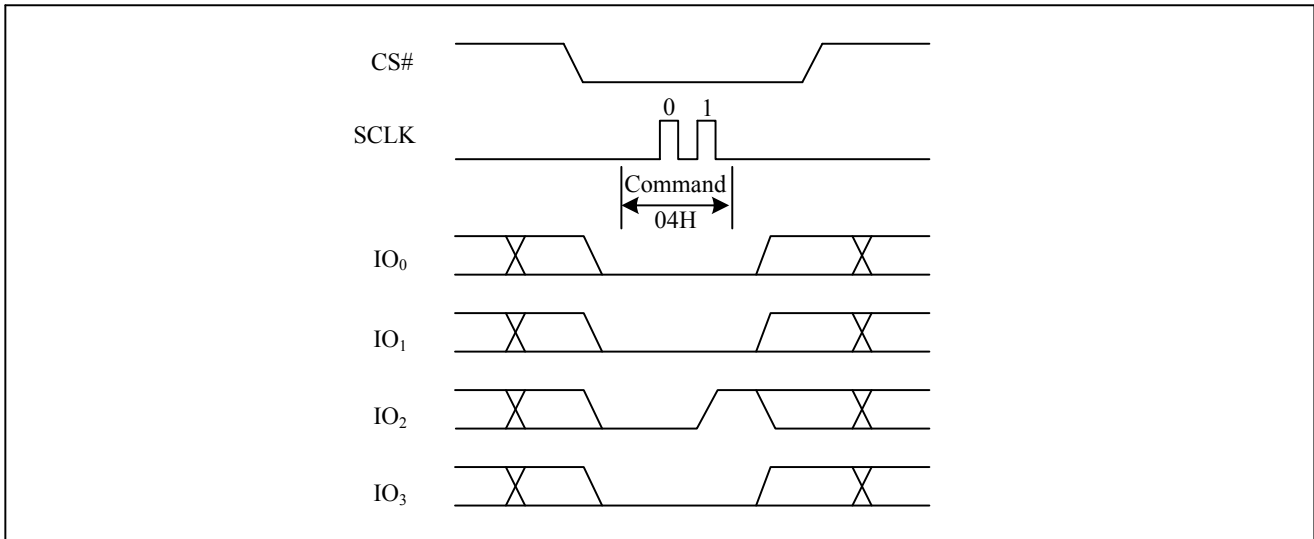 CS#
0 1
SCLK
Command
04H
IO₀
IO₁
IO₂
IO₃